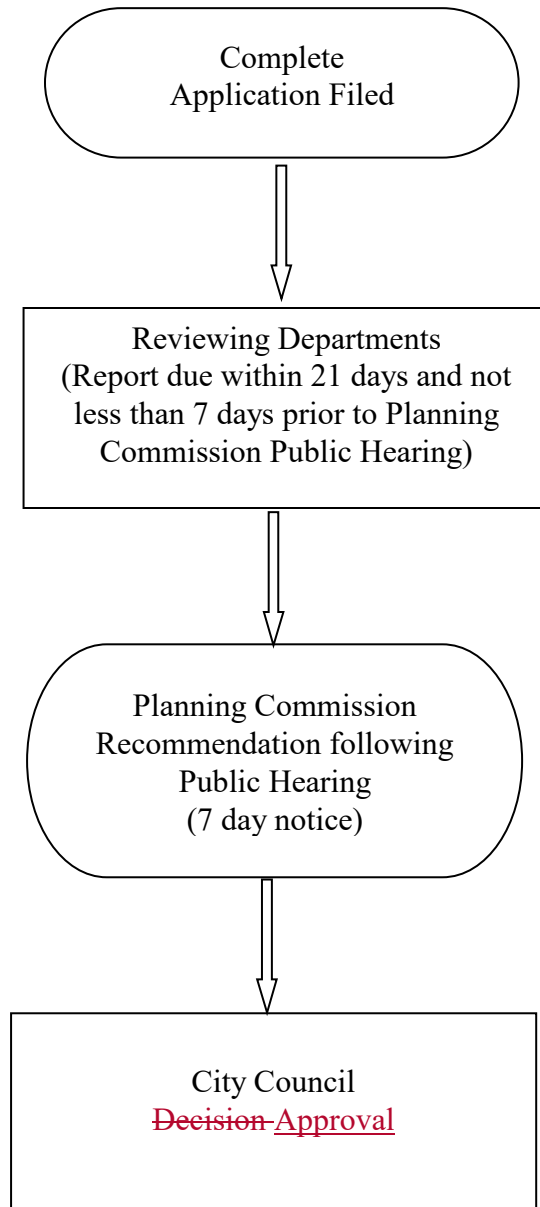 Complete
Application Filed
Reviewing Departments
(Report due within 21 days and not
less than 7 days prior to Planning
Commission Public Hearing)
Planning Commission
Recommendation following
Public Hearing
(7 day notice)
City Council
Decision Approval